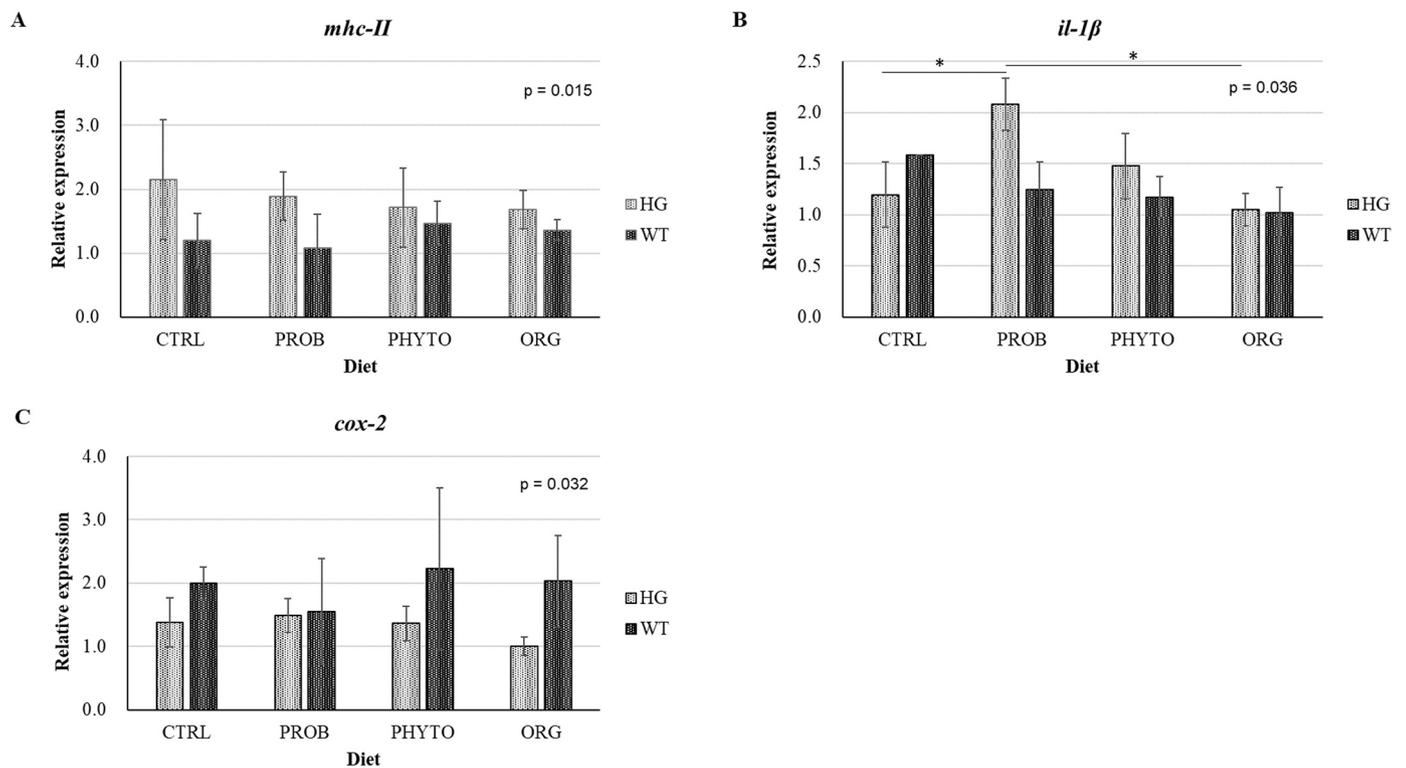 A
mhc-II
4.0
p = 0.015
3.0
2.0
1.0
0.0
Relative expression
HG
WT
CTRL PROB PHYTO ORG
Diet
B
il-1β
2.5
* *
p = 0.036
2.0
1.5
1.0
0.5
0.0
Relative expression
HG
WT
CTRL PROB PHYTO ORG
Diet
C
cox-2
4.0
p = 0.032
3.0
2.0
1.0
0.0
Relative expression
HG
WT
CTRL PROB PHYTO ORG
Diet